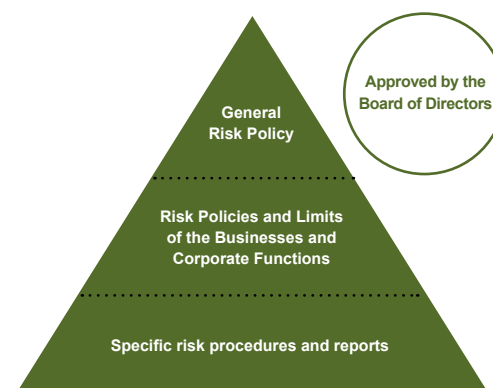 Approved by the
Board of Directors
General
Risk Policy
Risk Policies and Limits
of the Businesses and
Corporate Functions
Specific risk procedures and reports